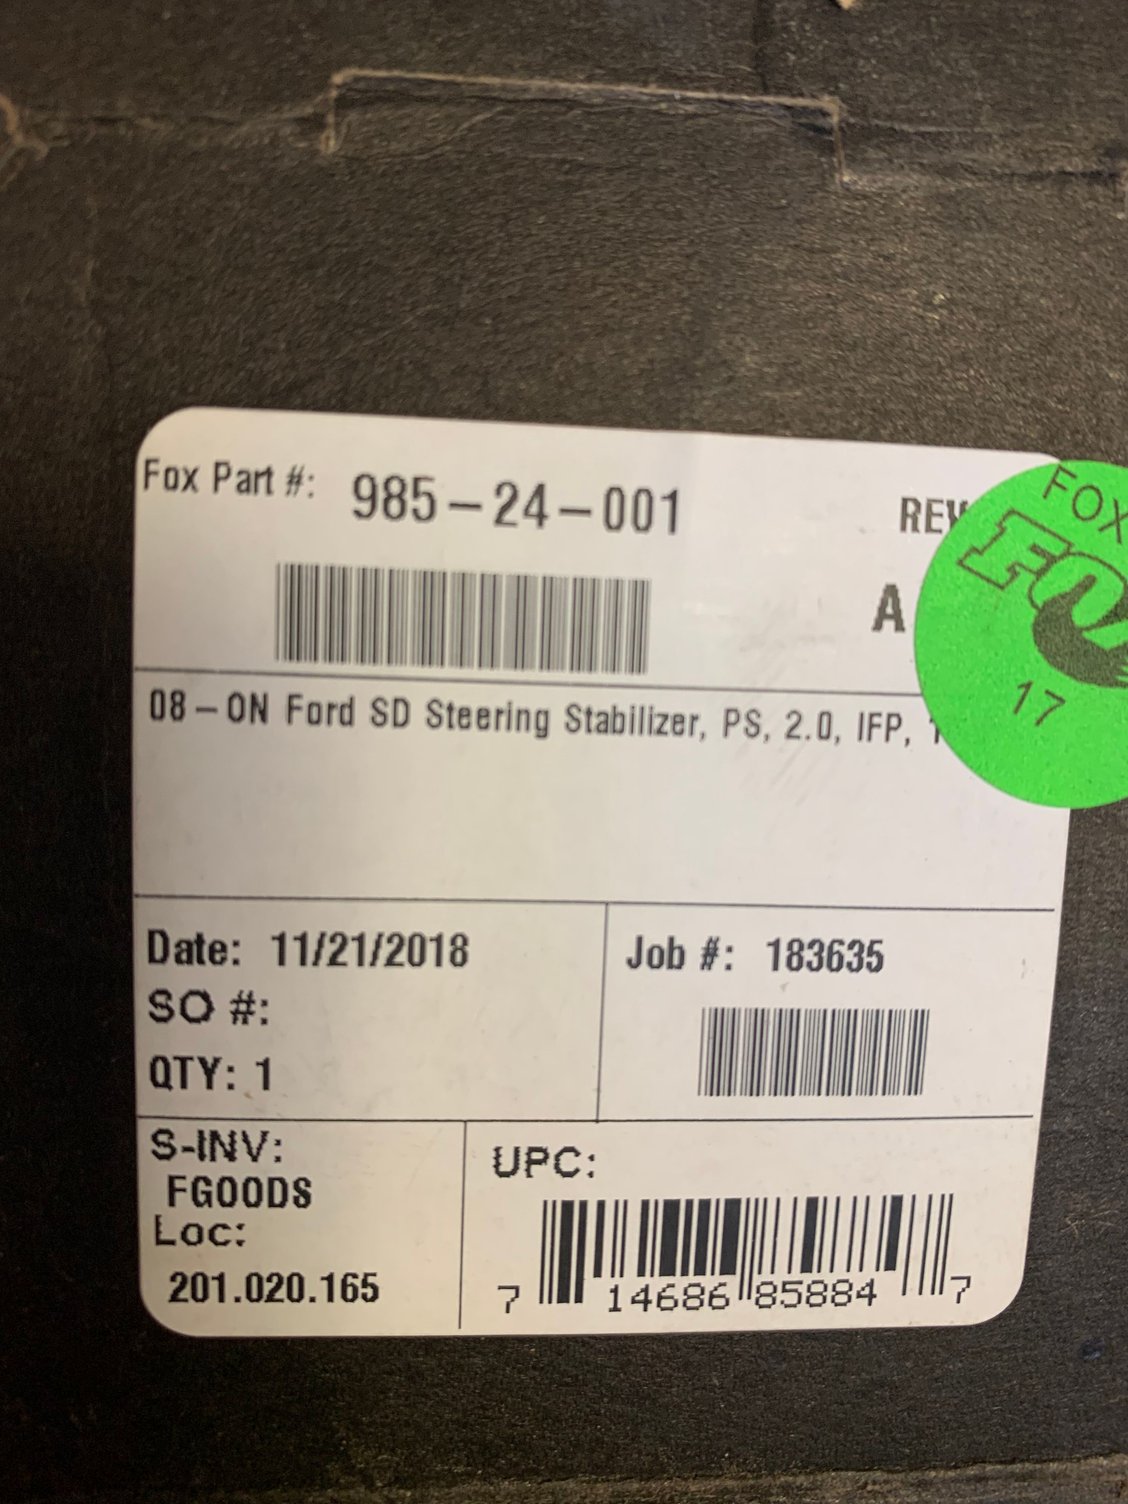 Fox Part #: 985-24-001
REV
A
08-ON Ford SD Steering Stabilizer, PS, 2.0, IFP,
FOX
FOX
17
Date: 11/21/2018
SO #:
QTY: 1
Job #: 183635
S-INV:
FGOODS
Loc:
201.020.165
UPC:
7 14686 85884 7